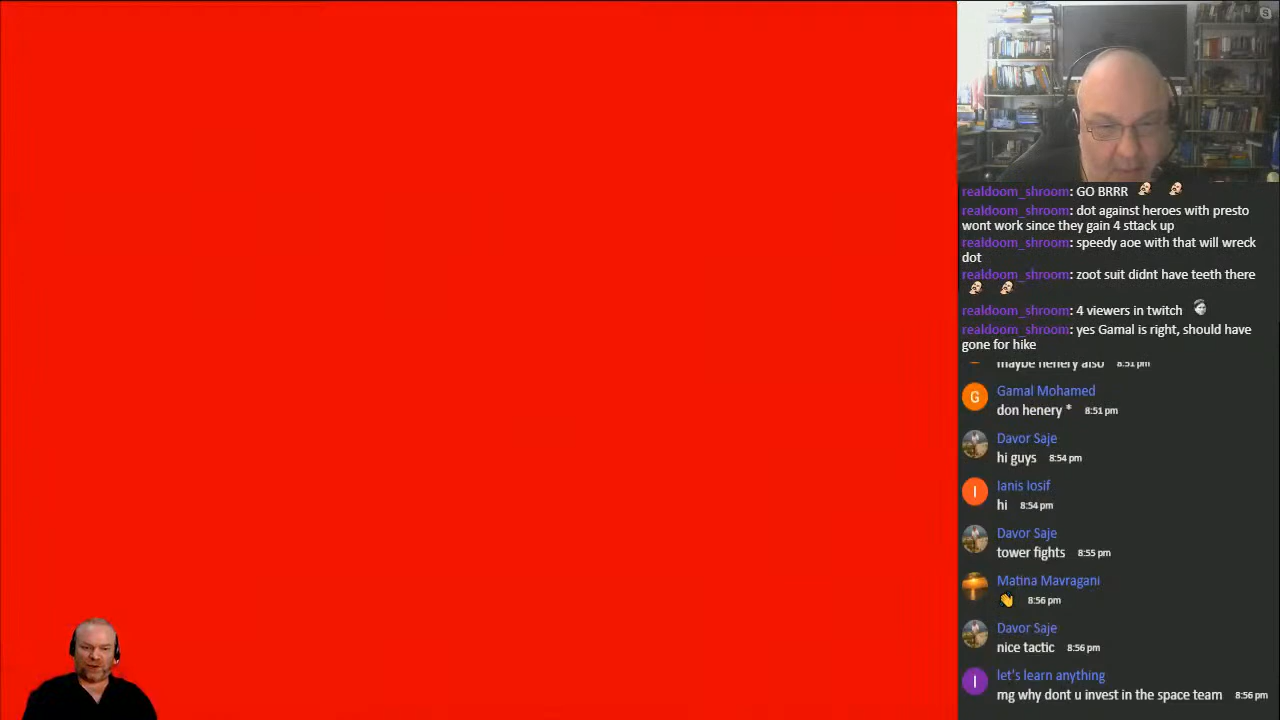 realdoom_shroom: GO BRRR
realdoom_shroom: dot against heroes with presto
wont work since they gain 4 sttack up
realdoom_shroom: speedy aoe with that will wreck
dot
realdoom_shroom: zoot suit didnt have teeth there
realdoom_shroom: 4 viewers in twitch
realdoom_shroom: yes Gamal is right, should have
gone for hike
maybe henery also 8:51 pm
G
Gamal Mohamed
don henery * 8:51 pm
Davor Saje
hi guys 8:54 pm
I
Ianis Iosif
hi 8:54 pm
Davor Saje
tower fights 8:55 pm
Matina Mavragani
8:56 pm
Davor Saje
nice tactic 8:56 pm
l
let's learn anything
mg why dont u invest in the space team 8:56 pm